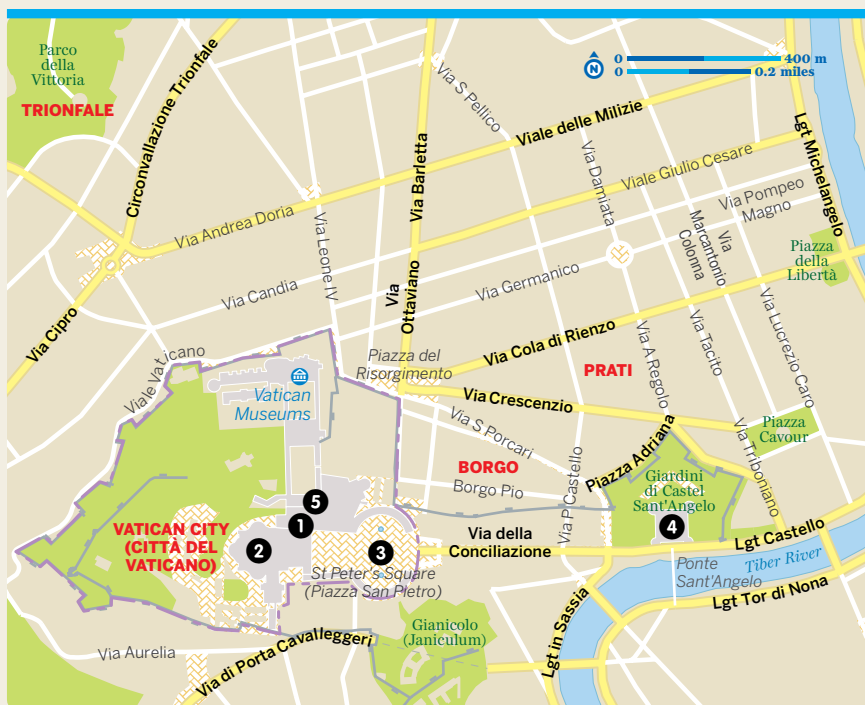 Parco
della
Vittoria
TRIONFALE
Circonvallazione Trionfale
Via S Pellico
N
0 400 m
0 0.2 miles
Viale delle Milizie
Lgt Michelangelo
Via Barletta
Via Damiata
Viale Giulio Cesare
Via Pompeo
Magno
Via Andrea Doria
Via Leone IV
Via
Marcantonio
Colonna
Piazza
della
Libertà
Via Candia
Via Germanico
Via
Ottaviano
Via Cipro
Via Cola di Rienzo
Via A Regolo
Via Tacito
Via Lucrezio Caro
Viale Vaticano
Piazza del
Risorgimento
PRATI
Vatican
Museums
Via Crescenzio
Via S Porcari
Piazza
Cavour
BORGO
Borgo Pio
Via P Castello
Piazza Adriana
Via Triboniano
Giardini
di Castel
Sant'Angelo
5
1
2
3
4
VATICAN CITY
(CITTÀ DEL
VATICANO)
Via della
Conciliazione
Lgt Castello
St Peter's Square
(Piazza San Pietro)
Ponte
Sant'Angelo
Tiber River
Lgt Tor di Nona
Gianicolo
(Janiculum)
Lgt in Sassia
Via Aurelia
Via di Porta Cavalleggeri